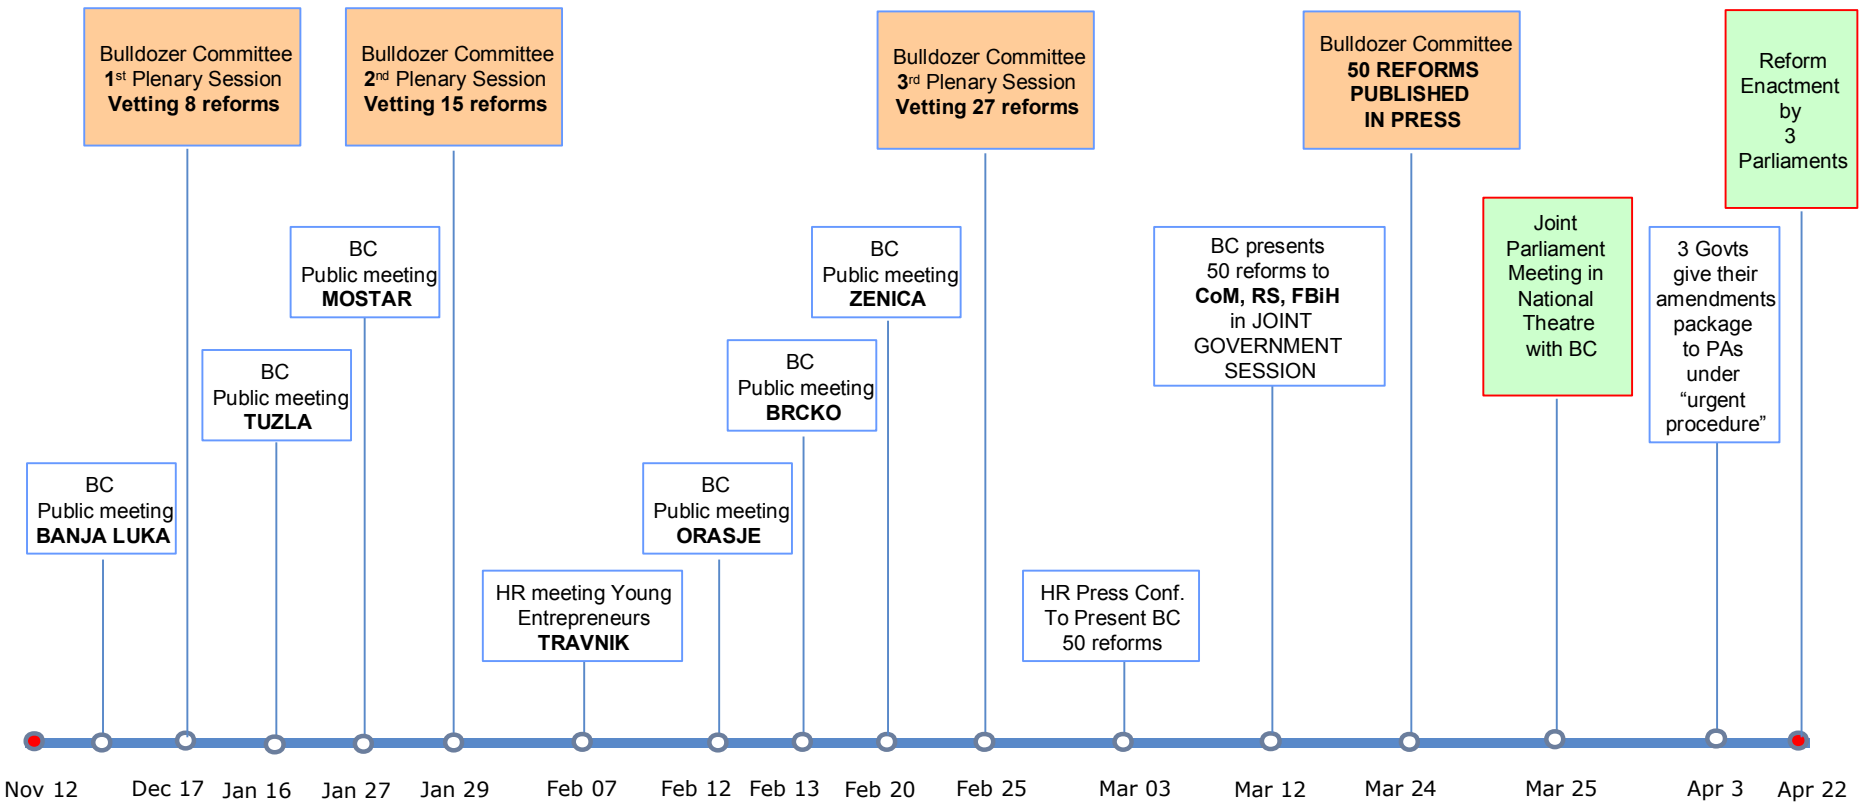 Bulldozer Committee
1st Plenary Session
Vetting 8 reforms
Bulldozer Committee
2nd Plenary Session
Vetting 15 reforms
Bulldozer Committee
3rd Plenary Session
Vetting 27 reforms
Bulldozer Committee
50 REFORMS
PUBLISHED
IN PRESS
Reform
Enactment
by
3
Parliaments
BC
Public meeting
BANJA LUKA
BC
Public meeting
TUZLA
BC
Public meeting
MOSTAR
HR meeting Young
Entrepreneurs
TRAVNIK
BC
Public meeting
ORASJE
BC
Public meeting
BRCKO
BC
Public meeting
ZENICA
HR Press Conf.
To Present BC
50 reforms
BC presents
50 reforms to
CoM, RS, FBiH
in JOINT
GOVERNMENT
SESSION
Joint
Parliament
Meeting in
National
Theatre
with BC
3 Govts
give their
amendments
package
to PAs
under
“urgent
procedure”
Nov 12
Dec 17
Jan 16
Jan 27
Jan 29
Feb 07
Feb 12
Feb 13
Feb 20
Feb 25
Mar 03
Mar 12
Mar 24
Mar 25
Apr 3
Apr 22